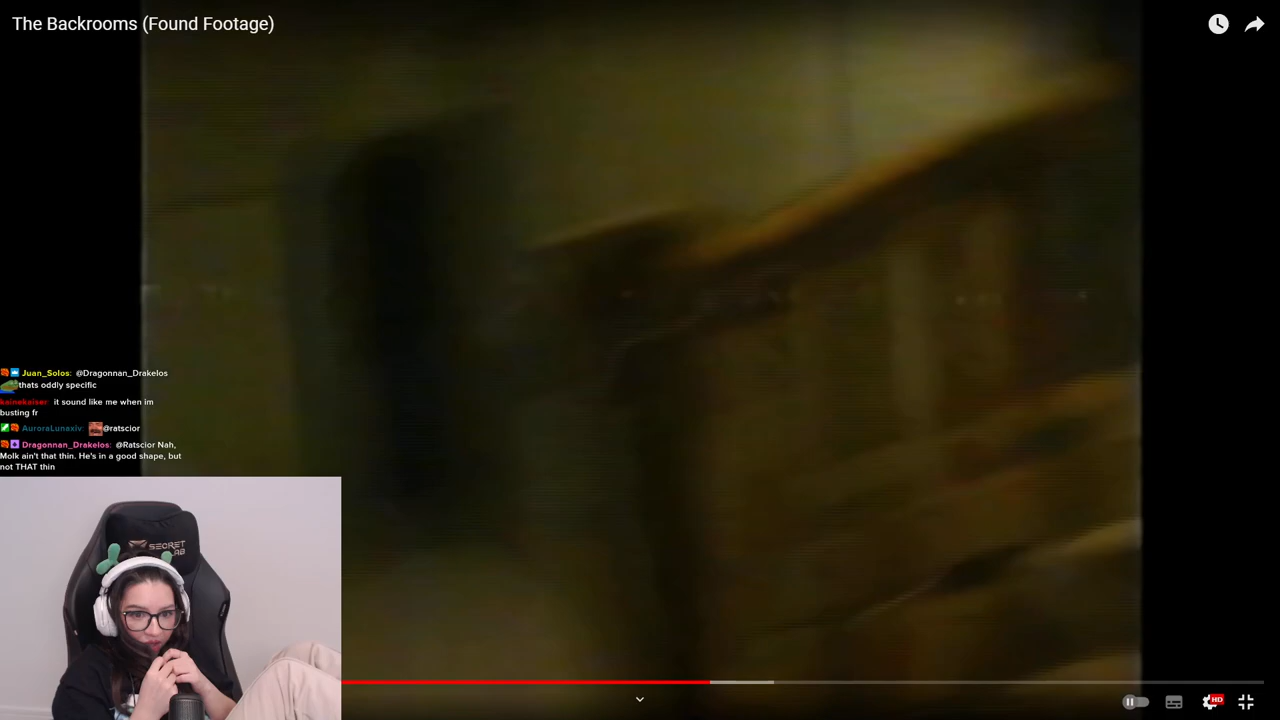 The Backrooms (Found Footage)
Juan_Solos: @Dragonnan_Drakelos
thats oddly specific
kainekaiser: it sound like me when im
busting fr
AuroraLunaxiv: @ratscior
Dragonnan_Drakelos: @Ratscior Nah,
Molk ain't that thin. He's in a good shape, but
not THAT thin
SECRET
LAB
HD